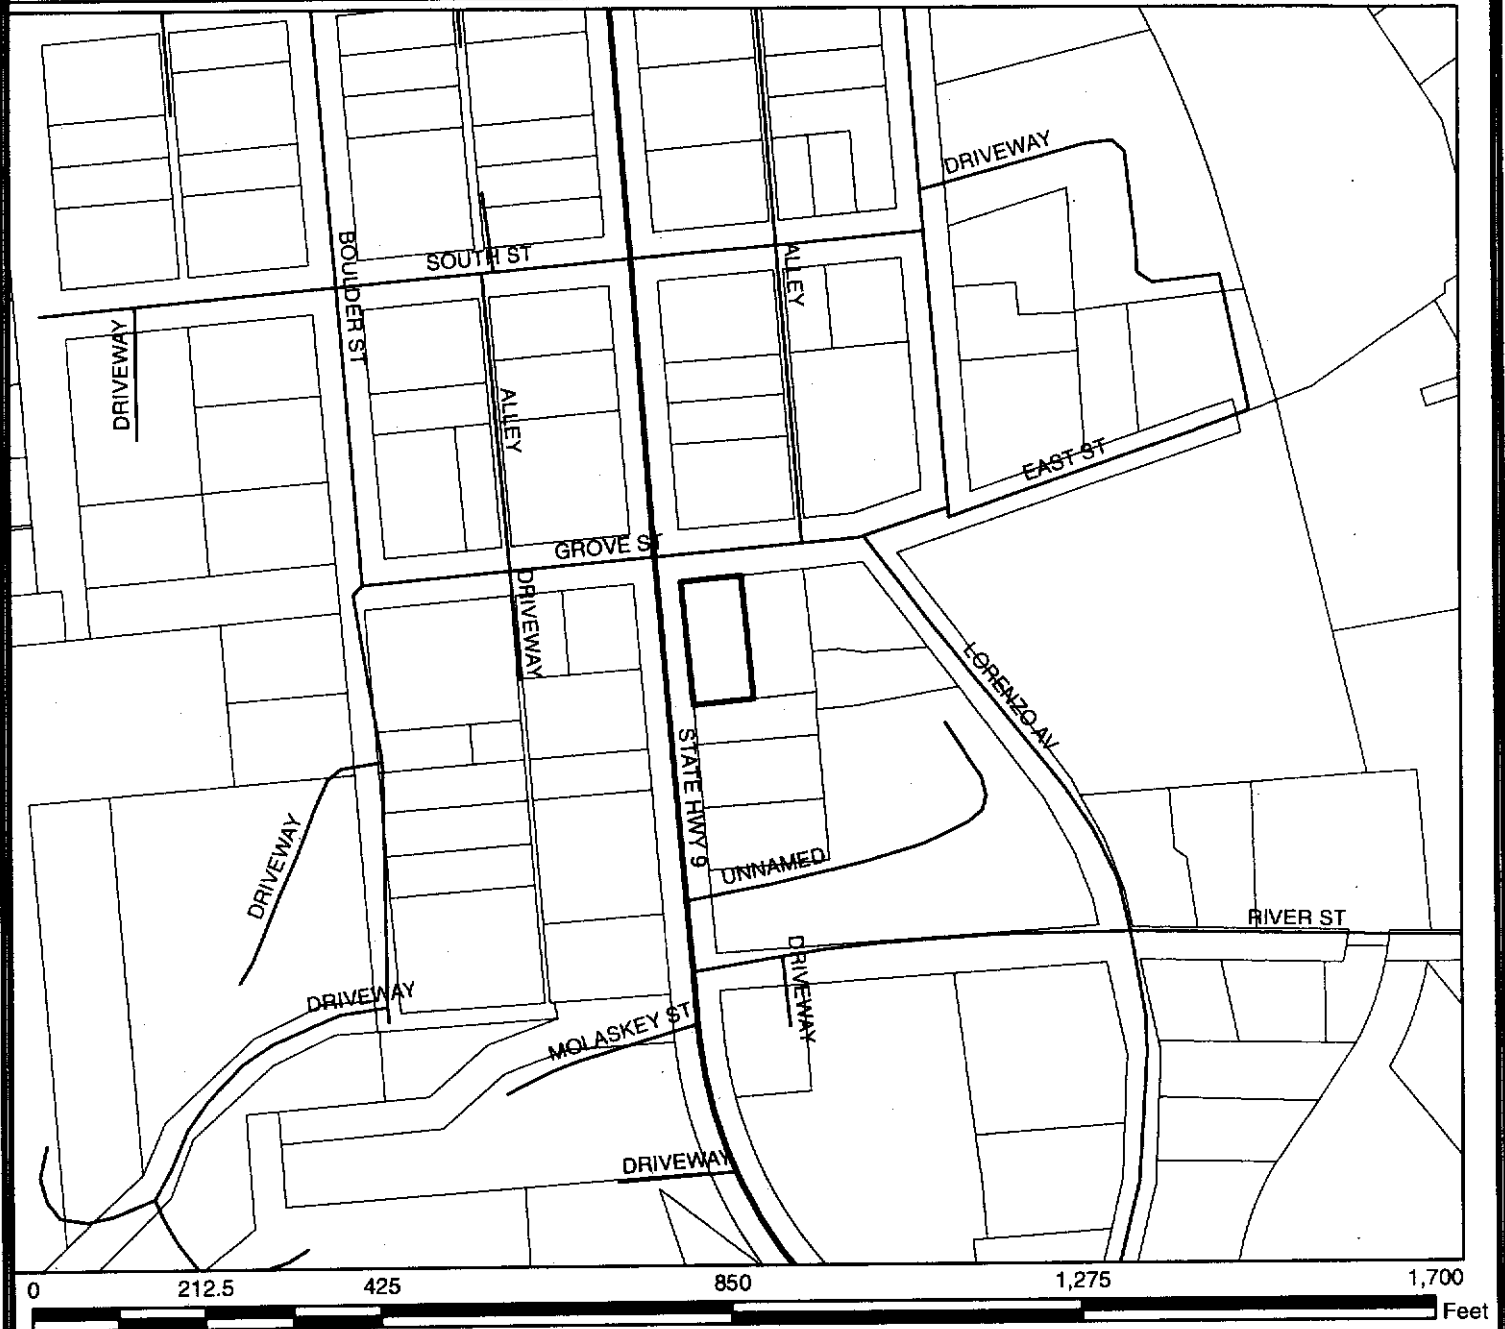 DRIVEWAY
BOULDER ST
SOUTH ST
ALLEY
DRIVEWAY
ALLEY
EAST ST
GROVE ST
DRIVEWAY
LORENZO AV
STATE HWY 9
DRIVEWAY
UNNAMED
RIVER ST
DRIVEWAY
DRIVEWAY
MOLASKEY ST
DRIVEWAY
0 212.5 425 850 1,275 1,700
Feet